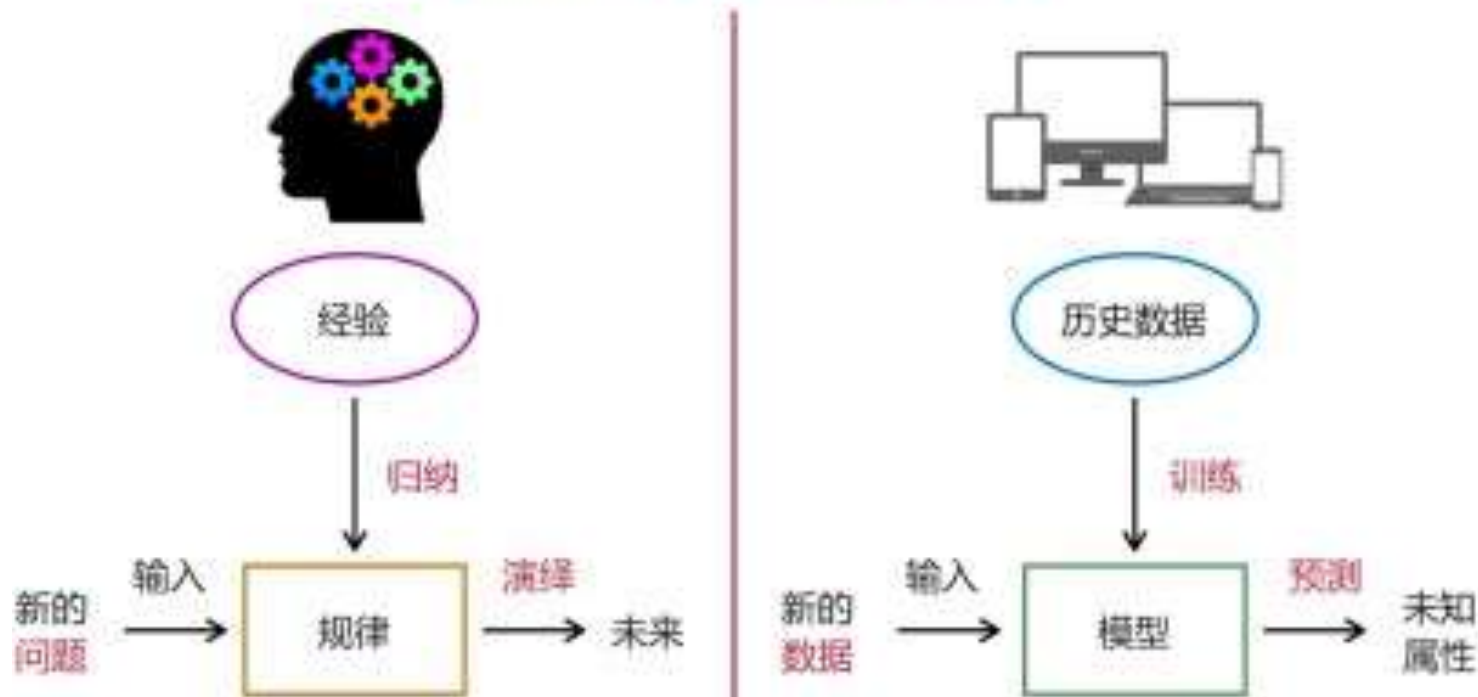 经验
归纳
新的
问题
输入
规律
演绎
未来
历史数据
训练
新的
数据
输入
模型
预测
未知
属性